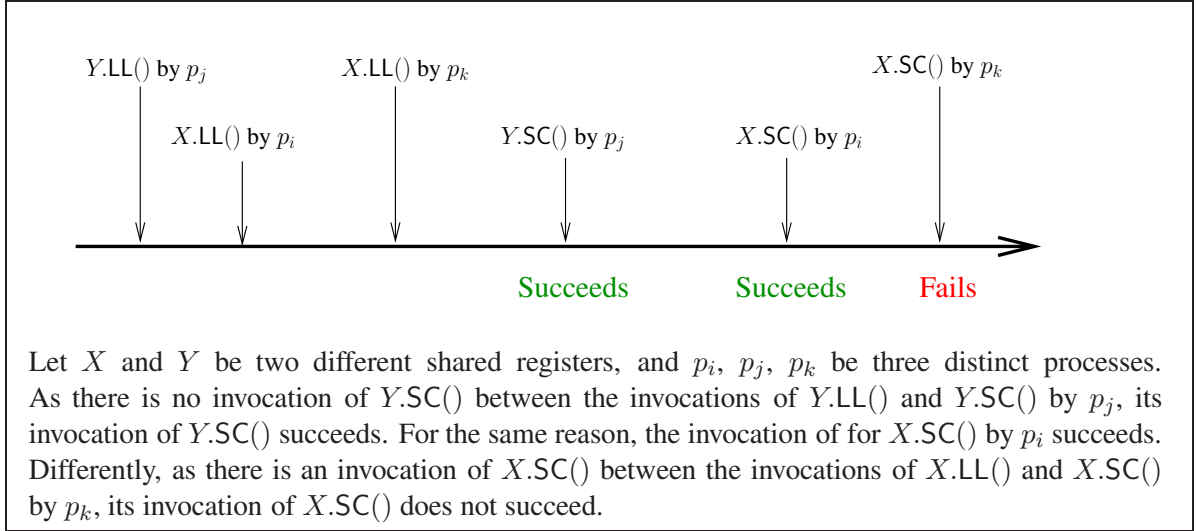 Y.LL() by p_j
X.LL() by p_k
X.SC() by p_k
X.LL() by p_i
Y.SC() by p_j
X.SC() by p_i
Succeeds
Succeeds
Fails
Let X and Y be two different shared registers, and p_i, p_j, p_k be three distinct processes.
As there is no invocation of Y.SC() between the invocations of Y.LL() and Y.SC() by p_j, its
invocation of Y.SC() succeeds. For the same reason, the invocation of for X.SC() by p_i succeeds.
Differently, as there is an invocation of X.SC() between the invocations of X.LL() and X.SC()
by p_k, its invocation of X.SC() does not succeed.